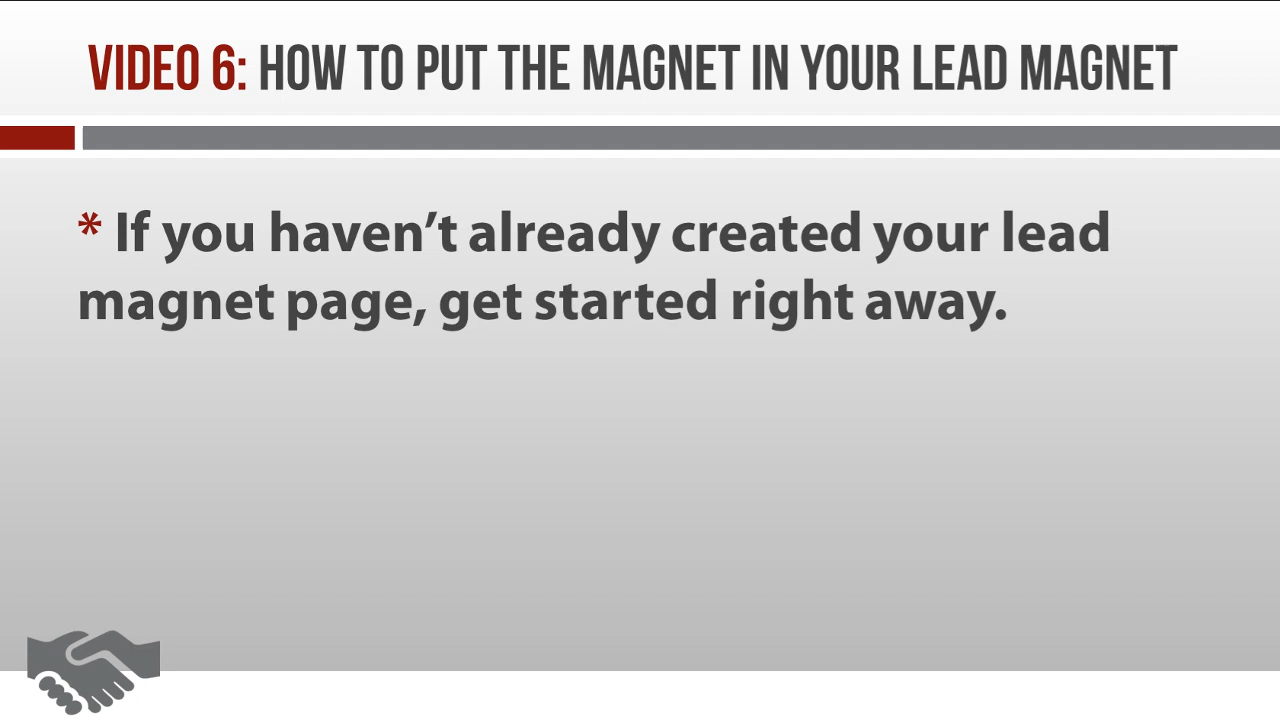 VIDEO 6: HOW TO PUT THE MAGNET IN YOUR LEAD MAGNET
* If you haven’t already created your lead
magnet page, get started right away.